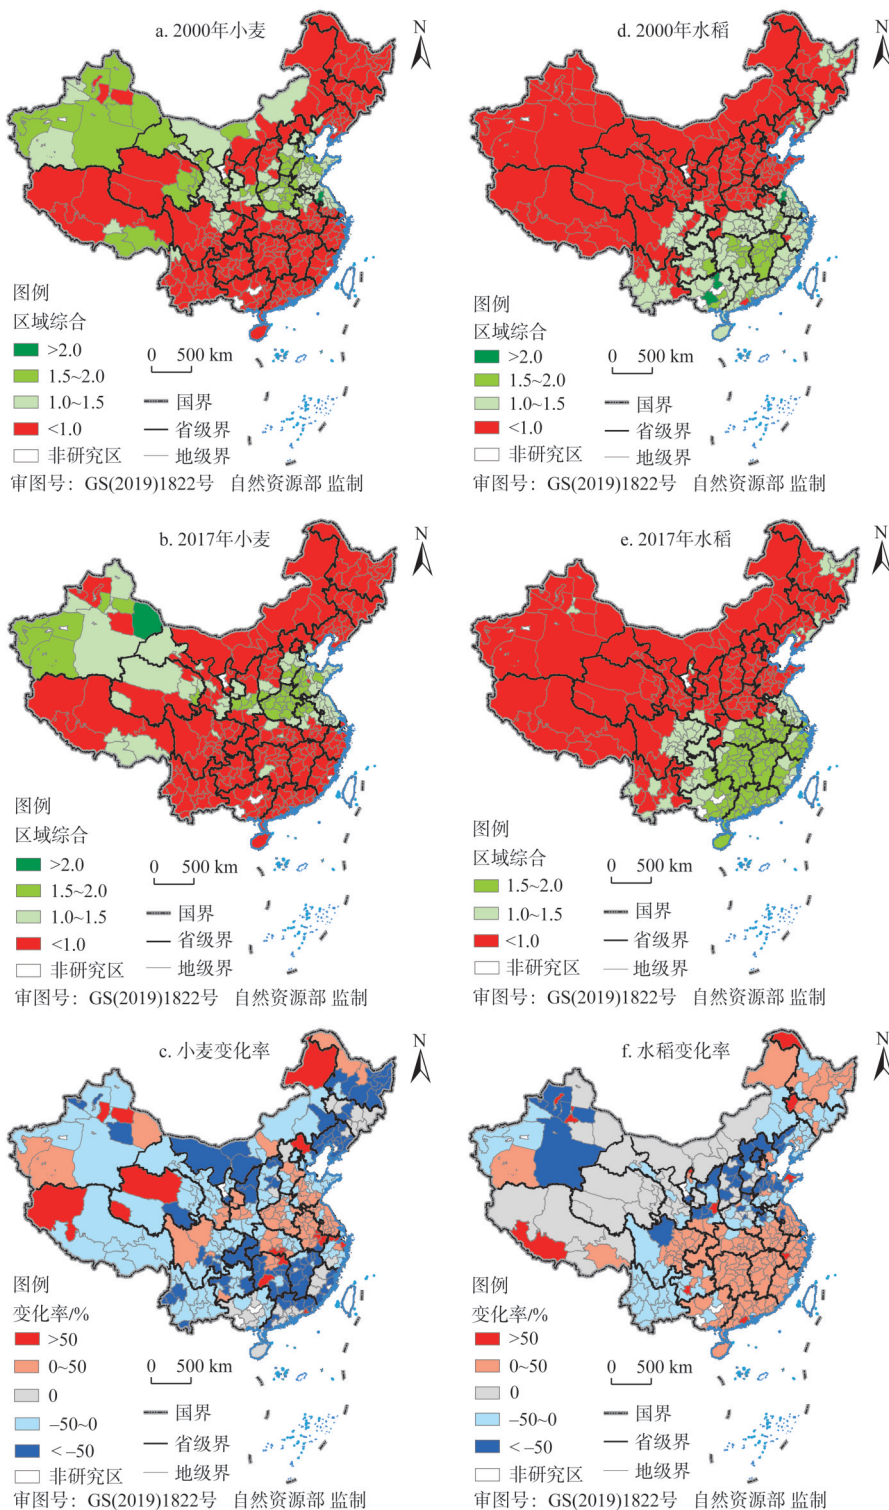 a. 2000年小麦
N
图例
区域综合
>2.0
1.5~2.0
1.0~1.5
<1.0
非研究区
0 500 km
国界
省级界
地级界
审图号：GS(2019)1822号 自然资源部 监制
d. 2000年水稻
N
图例
区域综合
>2.0
1.5~2.0
1.0~1.5
<1.0
非研究区
0 500 km
国界
省级界
地级界
审图号：GS(2019)1822号 自然资源部 监制
b. 2017年小麦
N
图例
区域综合
>2.0
1.5~2.0
1.0~1.5
<1.0
非研究区
0 500 km
国界
省级界
地级界
审图号：GS(2019)1822号 自然资源部 监制
e. 2017年水稻
N
图例
区域综合
1.5~2.0
1.0~1.5
<1.0
非研究区
0 500 km
国界
省级界
地级界
审图号：GS(2019)1822号 自然资源部 监制
c. 小麦变化率
N
图例
变化率/%
>50
0~50
0
–50~0
< –50
非研究区
0 500 km
国界
省级界
地级界
审图号：GS(2019)1822号 自然资源部 监制
f. 水稻变化率
N
图例
变化率/%
>50
0~50
0
–50~0
< –50
非研究区
0 500 km
国界
省级界
地级界
审图号：GS(2019)1822号 自然资源部 监制